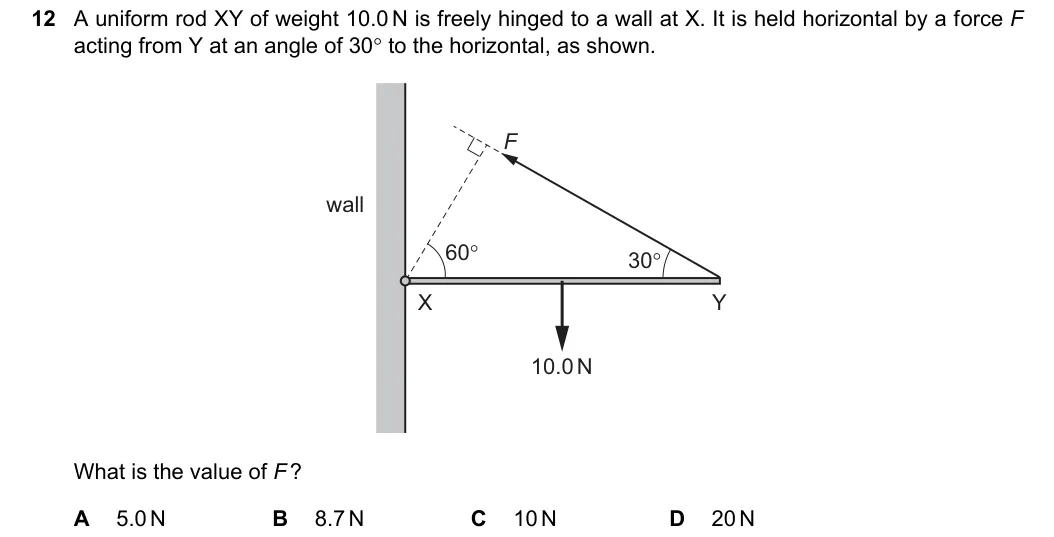 12 A uniform rod XY of weight 10.0 N is freely hinged to a wall at X. It is held horizontal by a force F
acting from Y at an angle of 30° to the horizontal, as shown.
F
wall
60°
30°
X
Y
10.0 N
What is the value of F?
A 5.0 N B 8.7 N C 10 N D 20 N